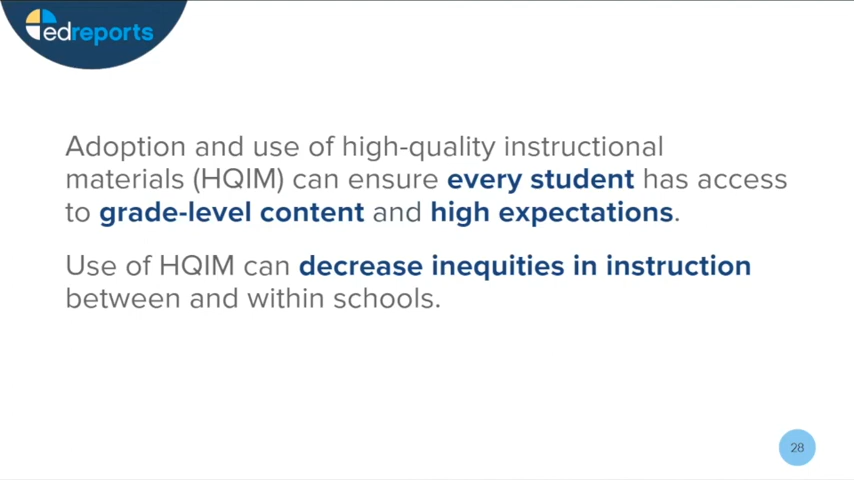 edreports
Adoption and use of high-quality instructional
materials (HQIM) can ensure every student has access
to grade-level content and high expectations.
Use of HQIM can decrease inequities in instruction
between and within schools.
28